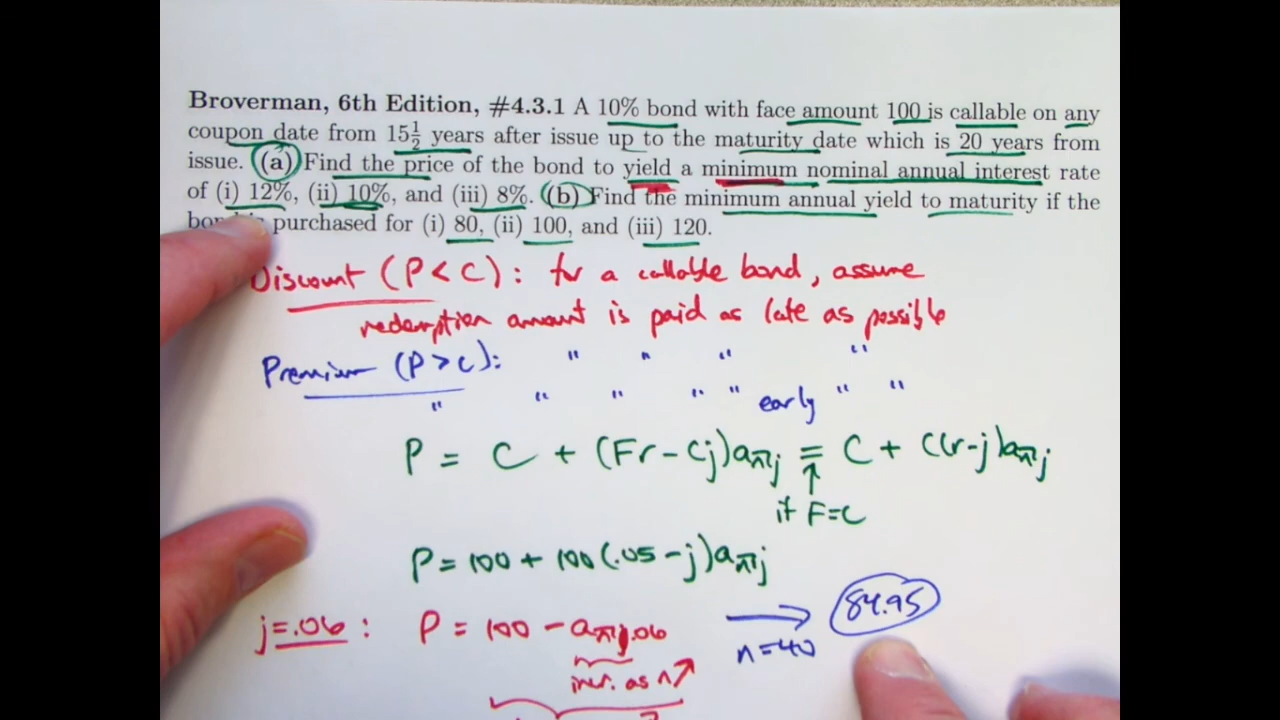 Broverman, 6th Edition, #4.3.1 A 10% bond with face amount 100 is callable on any
coupon date from 15½ years after issue up to the maturity date which is 20 years from
issue. (a) Find the price of the bond to yield a minimum nominal annual interest rate
of (i) 12%, (ii) 10%, and (iii) 8%. (b) Find the minimum annual yield to maturity if the
purchased for (i) 80, (ii) 100, and (iii) 120.
Discount (P < C): for a callable bond, assume
redemption amount is paid as late as possible
Premium (P > C): " " " "
" " " " " early " "
P = C + (Fr - Cj)a_n̅|j = C + C(r-j)a_n̅|j
↑
if F=C
P = 100 + 100(.05 - j)a_n̅|j
j=.06: P = 100 - a_n̅|.06 → 84.95
n=40
incr. as n↗